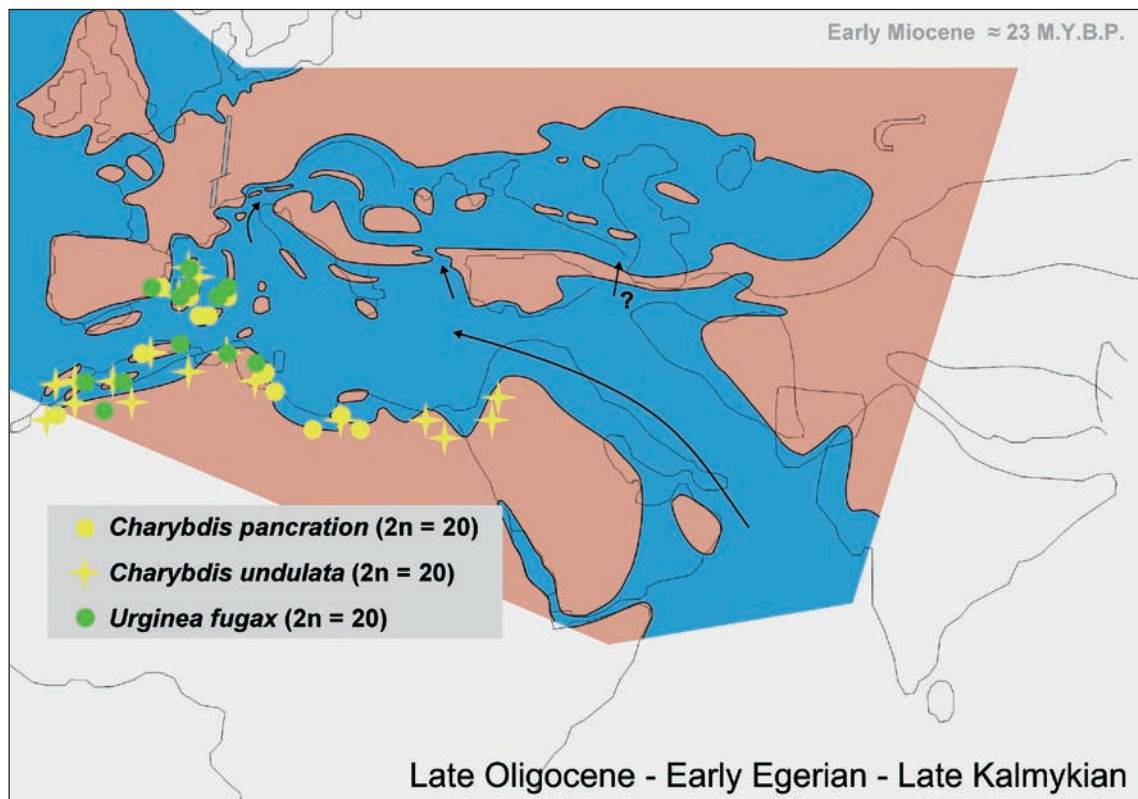 Early Miocene ≈ 23 M.Y.B.P.
?
Charybdis pancration (2n = 20)
Charybdis undulata (2n = 20)
Urginea fugax (2n = 20)
Late Oligocene - Early Egerian - Late Kalmykian